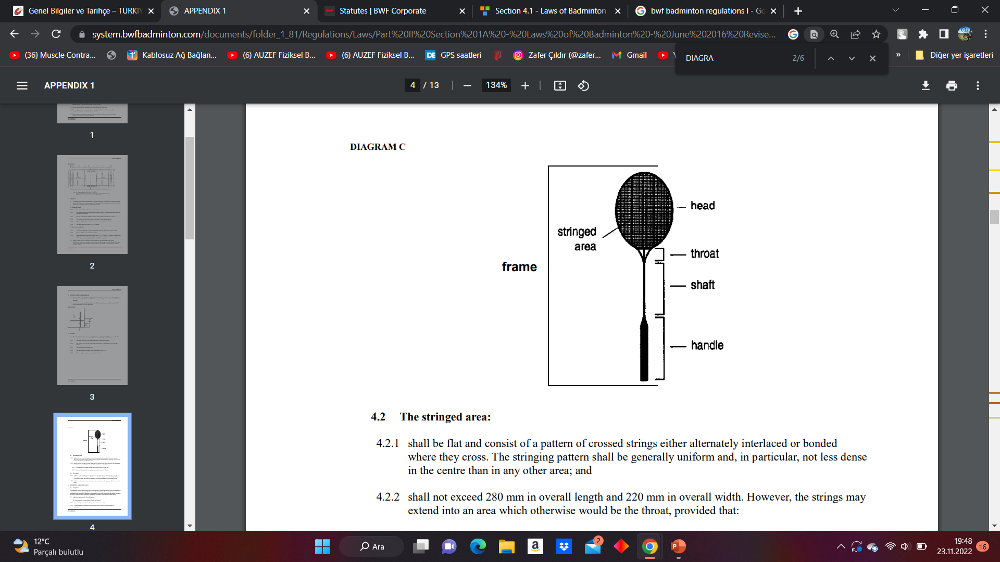 Genel Bilgiler ve Tarihçe – TÜRKİY
APPENDIX 1
Statutes | BWF Corporate
Section 4.1 - Laws of Badminton
bwf badminton regulations I - Go
system.bwfbadminton.com/documents/folder_1_81/Regulations/Laws/Part%20II%20Section%201A%20-%20Laws%20of%20Badminton%20-%20June%202016%20Revise...
(36) Muscle Contra...
Kablosuz Ağ Bağlan...
(6) AUZEF Fiziksel B...
(6) AUZEF Fiziksel B...
GPS saatleri
Zafer Çıldır (@zafer...
Gmail
»
Diğer yer işaretleri
DIAGRA
2/6
APPENDIX 1
4 / 13
134%
1
2
3
4
DIAGRAM C
head
stringed
area
throat
frame
shaft
handle
4.2 The stringed area:
4.2.1 shall be flat and consist of a pattern of crossed strings either alternately interlaced or bonded
where they cross. The stringing pattern shall be generally uniform and, in particular, not less dense
in the centre than in any other area; and
4.2.2 shall not exceed 280 mm in overall length and 220 mm in overall width. However, the strings may
extend into an area which otherwise would be the throat, provided that:
12°C
Parçalı bulutlu
Ara
2
19:48
23.11.2022
16